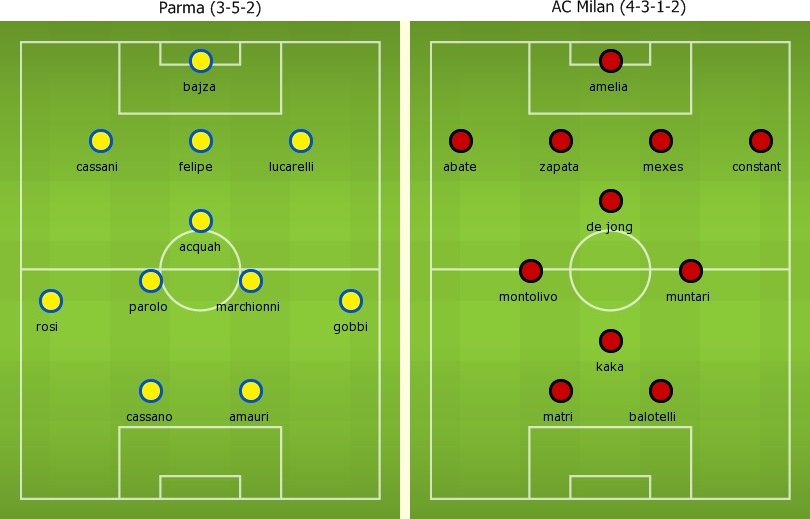 Parma (3-5-2)
bajza
cassani felipe lucarelli
acquah
parolo marchionni
rosi gobbi
cassano amauri
AC Milan (4-3-1-2)
amelia
abate zapata mexes constant
de jong
montolivo muntari
kaka
matri balotelli